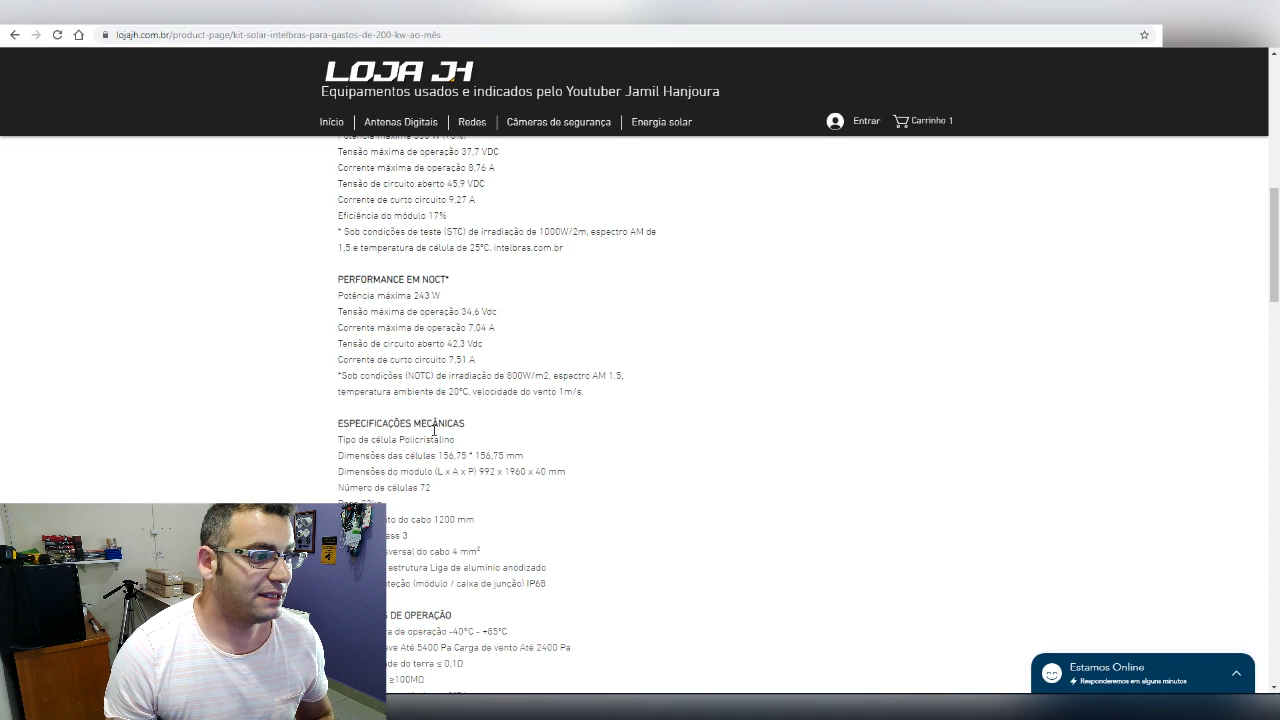 lojajh.com.br/product-page/kit-solar-intelbras-para-gastos-de-200-kw-ao-mês
LOJA JH
Equipamentos usados e indicados pelo Youtuber Jamil Hanjoura
Início Antenas Digitais Redes Câmeras de segurança Energia solar Entrar Carrinho 1
Tensão máxima de operação 37,7 VDC
Corrente máxima de operação 8,76 A
Tensão de circuito aberto 45,9 VDC
Corrente de curto circuito 9,27 A
Eficiência do módulo 17%
* Sob condições de teste (STC) de irradiação de 1000W/2m, espectro AM de
1,5 e temperatura de célula de 25°C. intelbras.com.br
PERFORMANCE EM NOCT*
Potência máxima 243 W
Tensão máxima de operação 34,6 Vdc
Corrente máxima de operação 7,04 A
Tensão de circuito aberto 42,3 Vdc
Corrente de curto circuito 7,51 A
*Sob condições (NOTC) de irradiação de 800W/m2, espectro AM 1.5,
temperatura ambiente de 20°C, velocidade do vento 1m/s.
ESPECIFICAÇÕES MECÂNICAS
Tipo de célula Policristalino
Dimensões das células 156,75 * 156,75 mm
Dimensões do modulo (L x A x P) 992 x 1960 x 40 mm
Número de células 72
do cabo 1200 mm
3
do cabo 4 mm²
estrutura Liga de alumínio anodizado
(módulo / caixa de junção) IP68
DE OPERAÇÃO
de operação -40°C - +85°C
Até 5400 Pa Carga de vento Até 2400 Pa
do terra ≤ 0,1Ω
≥100MΩ
Estamos Online
Responderemos em alguns minutos